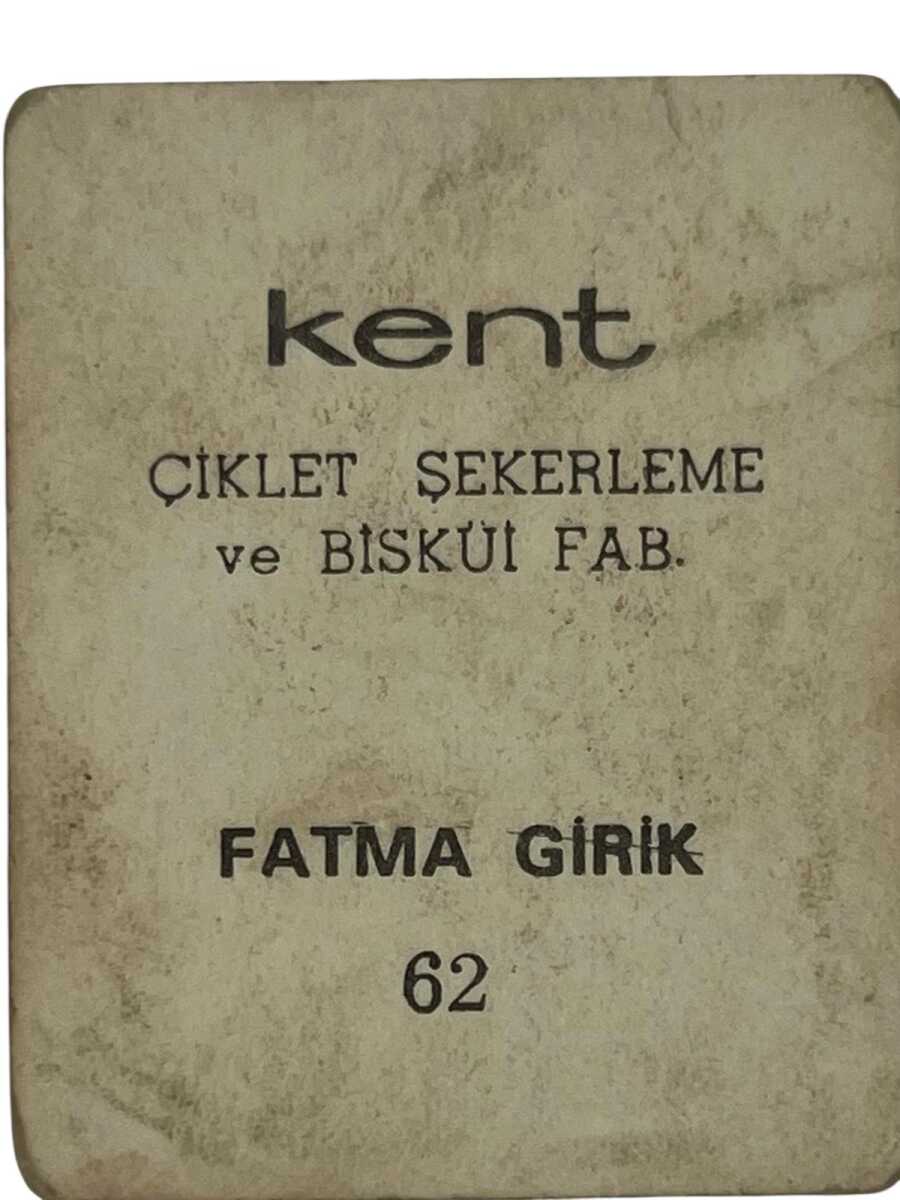 kent
ÇİKLET ŞEKERLEME
ve BİSKÜİ FAB.
FATMA GİRİK
62